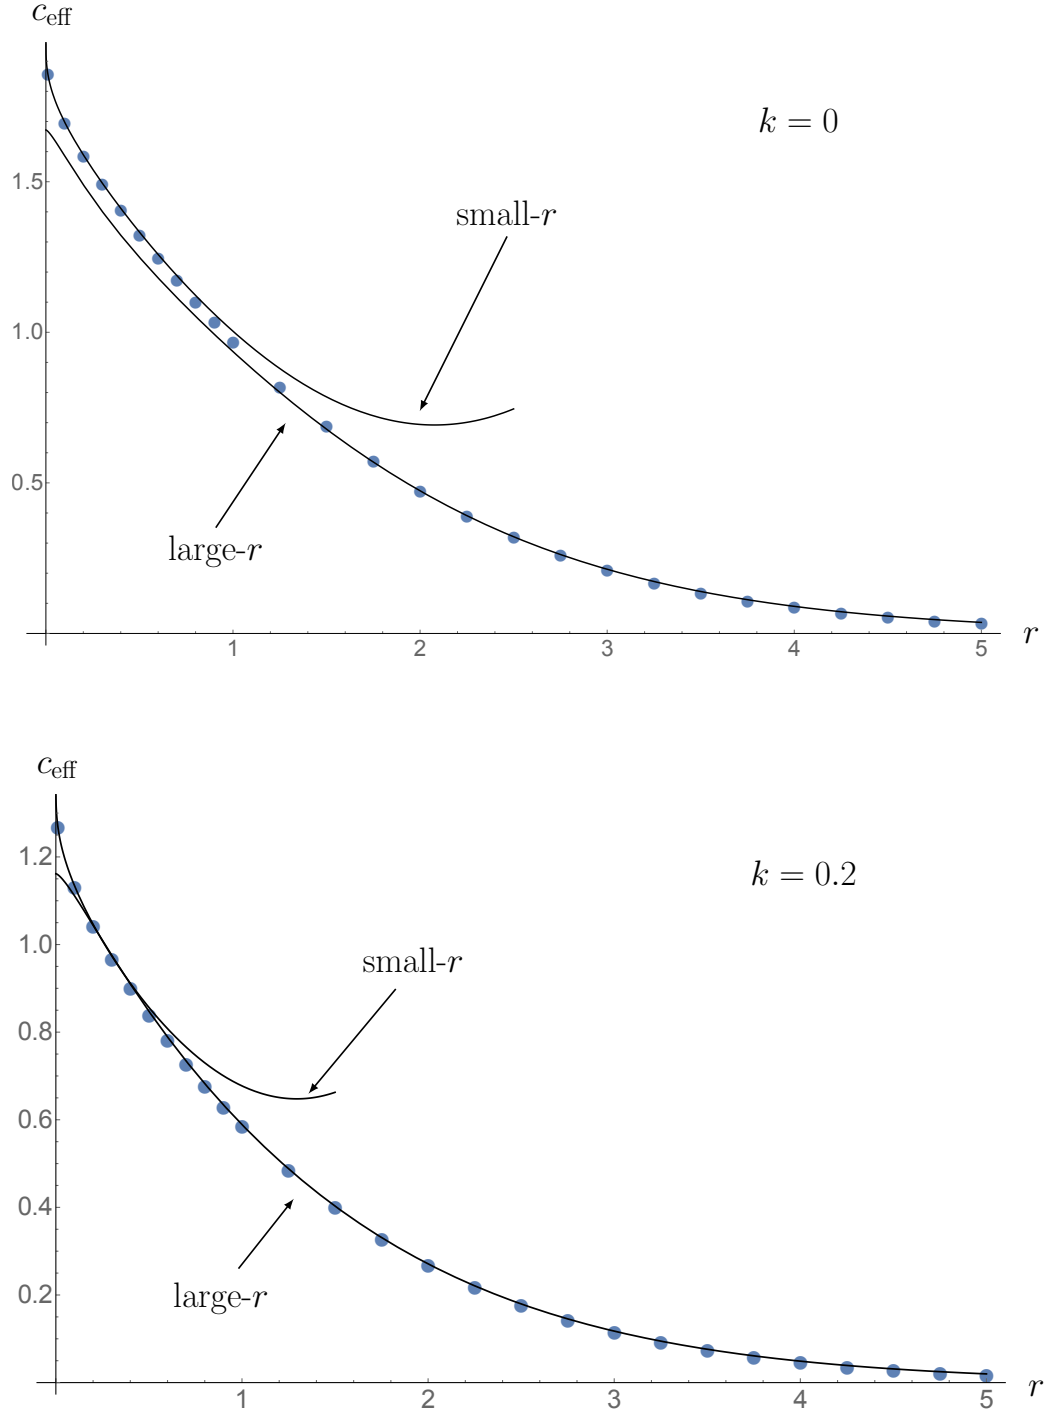 c_eff
k = 0
1.5
small-r
1.0
0.5
large-r
1 2 3 4 5 r
c_eff
1.2
k = 0.2
1.0
small-r
0.8
0.6
0.4
0.2
large-r
1 2 3 4 5 r